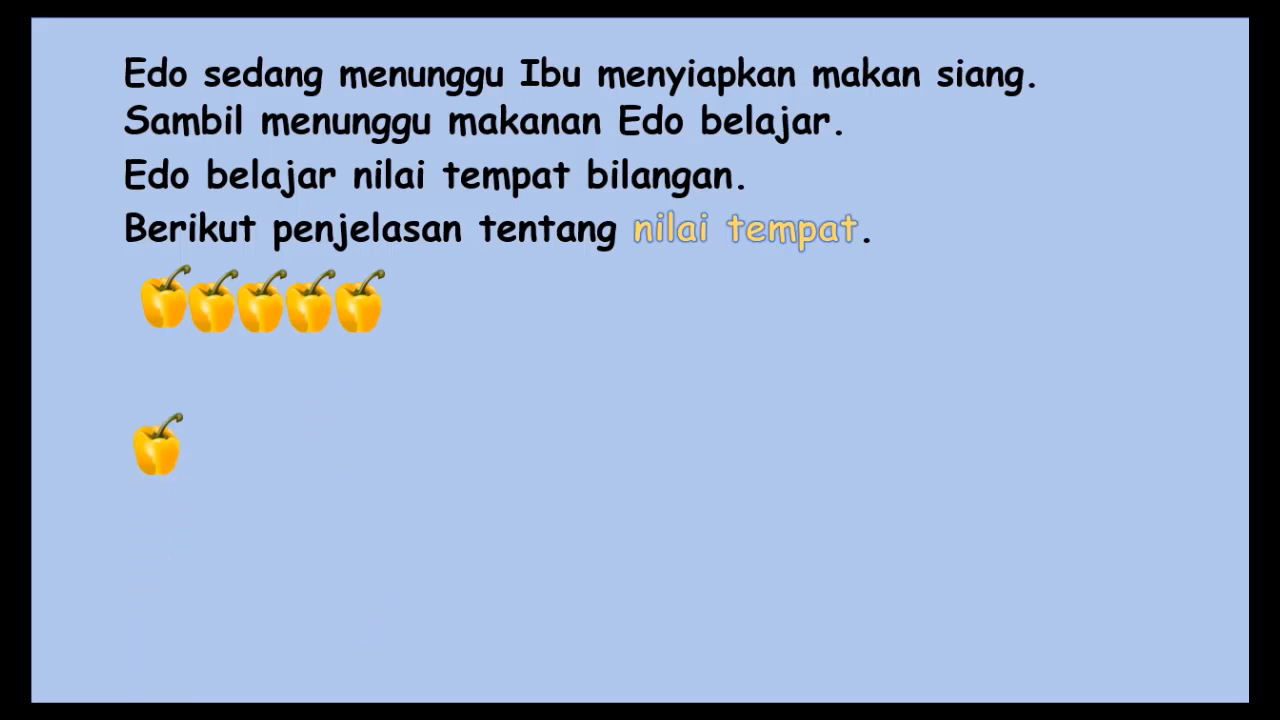 Edo sedang menunggu Ibu menyiapkan makan siang.
Sambil menunggu makanan Edo belajar.
Edo belajar nilai tempat bilangan.
Berikut penjelasan tentang nilai tempat.